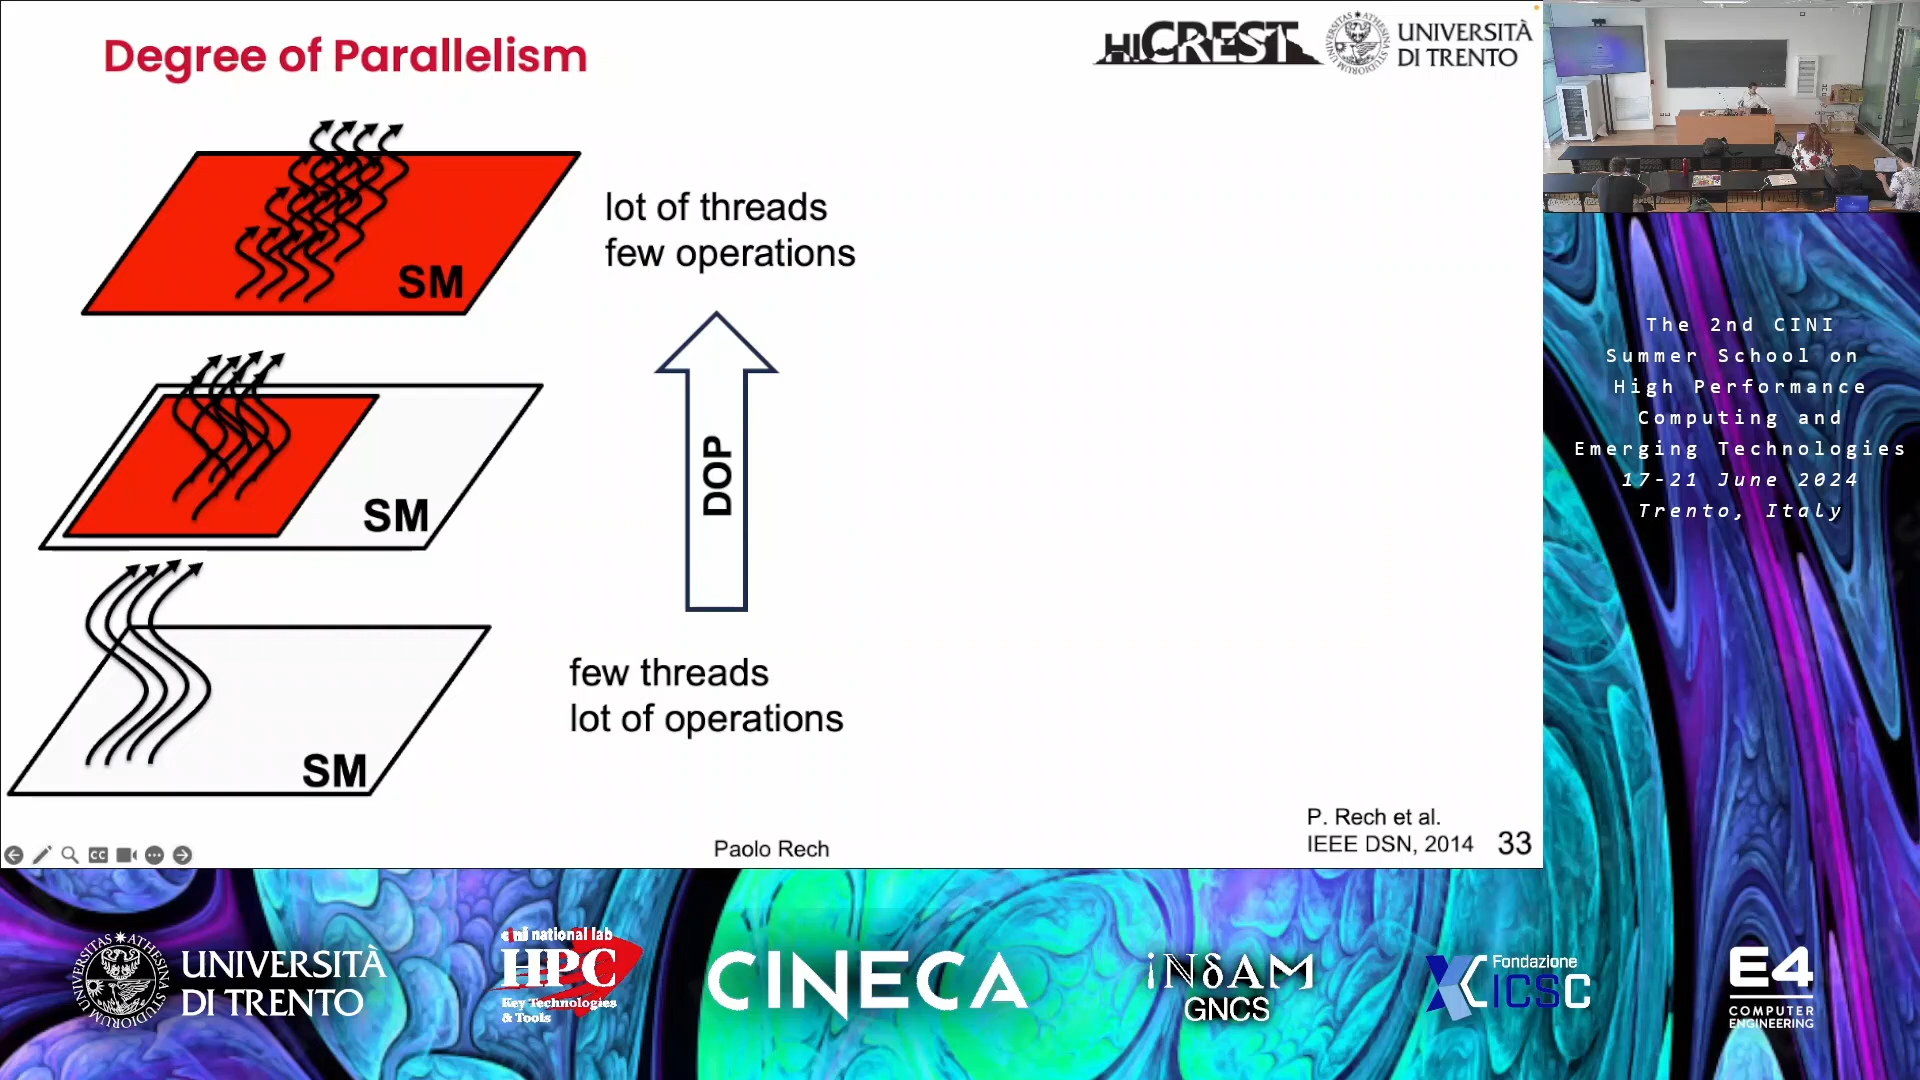 Degree of Parallelism
HICREST
UNIVERSITÀ
DI TRENTO
lot of threads
few operations
SM
DOP
SM
few threads
lot of operations
SM
P. Rech et al.
IEEE DSN, 2014
33
Paolo Rech
CC
The 2nd CINI
Summer School on
High Performance
Computing and
Emerging Technologies
17-21 June 2024
Trento, Italy
UNIVERSITÀ
DI TRENTO
cini national lab
HPC
Key Technologies
& Tools
CINECA
iNδAM
GNCS
Fondazione
ICSC
E4
COMPUTER
ENGINEERING